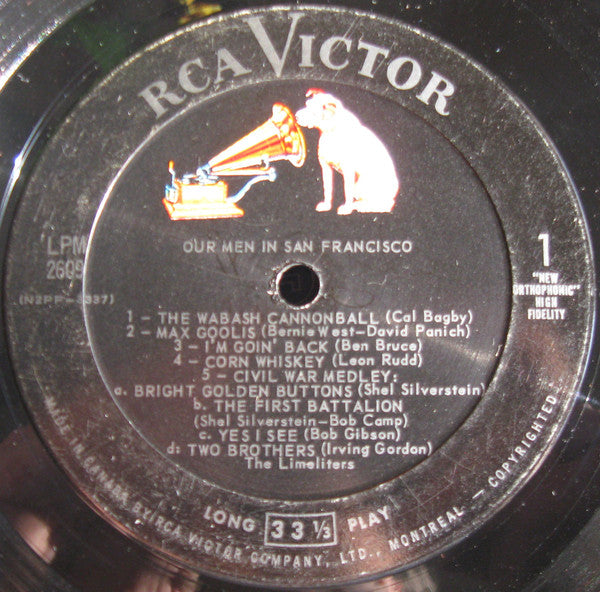 RCA VICTOR
OUR MEN IN SAN FRANCISCO
LPM
2609
(N2PP-3337)
1
"NEW
ORTHOPHONIC"
HIGH
FIDELITY
1 - THE WABASH CANNONBALL (Cal Bagby)
2 - MAX GOOLIS (Bernie West-David Panich)
3 - I'M GOIN' BACK (Ben Bruce)
4 - CORN WHISKEY (Leon Rudd)
5 - CIVIL WAR MEDLEY:
a. BRIGHT GOLDEN BUTTONS (Shel Silverstein)
b. THE FIRST BATTALION
(Shel Silverstein-Bob Camp)
c. YES I SEE (Bob Gibson)
d: TWO BROTHERS (Irving Gordon)
The Limeliters
LONG 33 1/3 PLAY
MADE IN CANADA BY RCA VICTOR COMPANY, LTD., MONTREAL - COPYRIGHTED